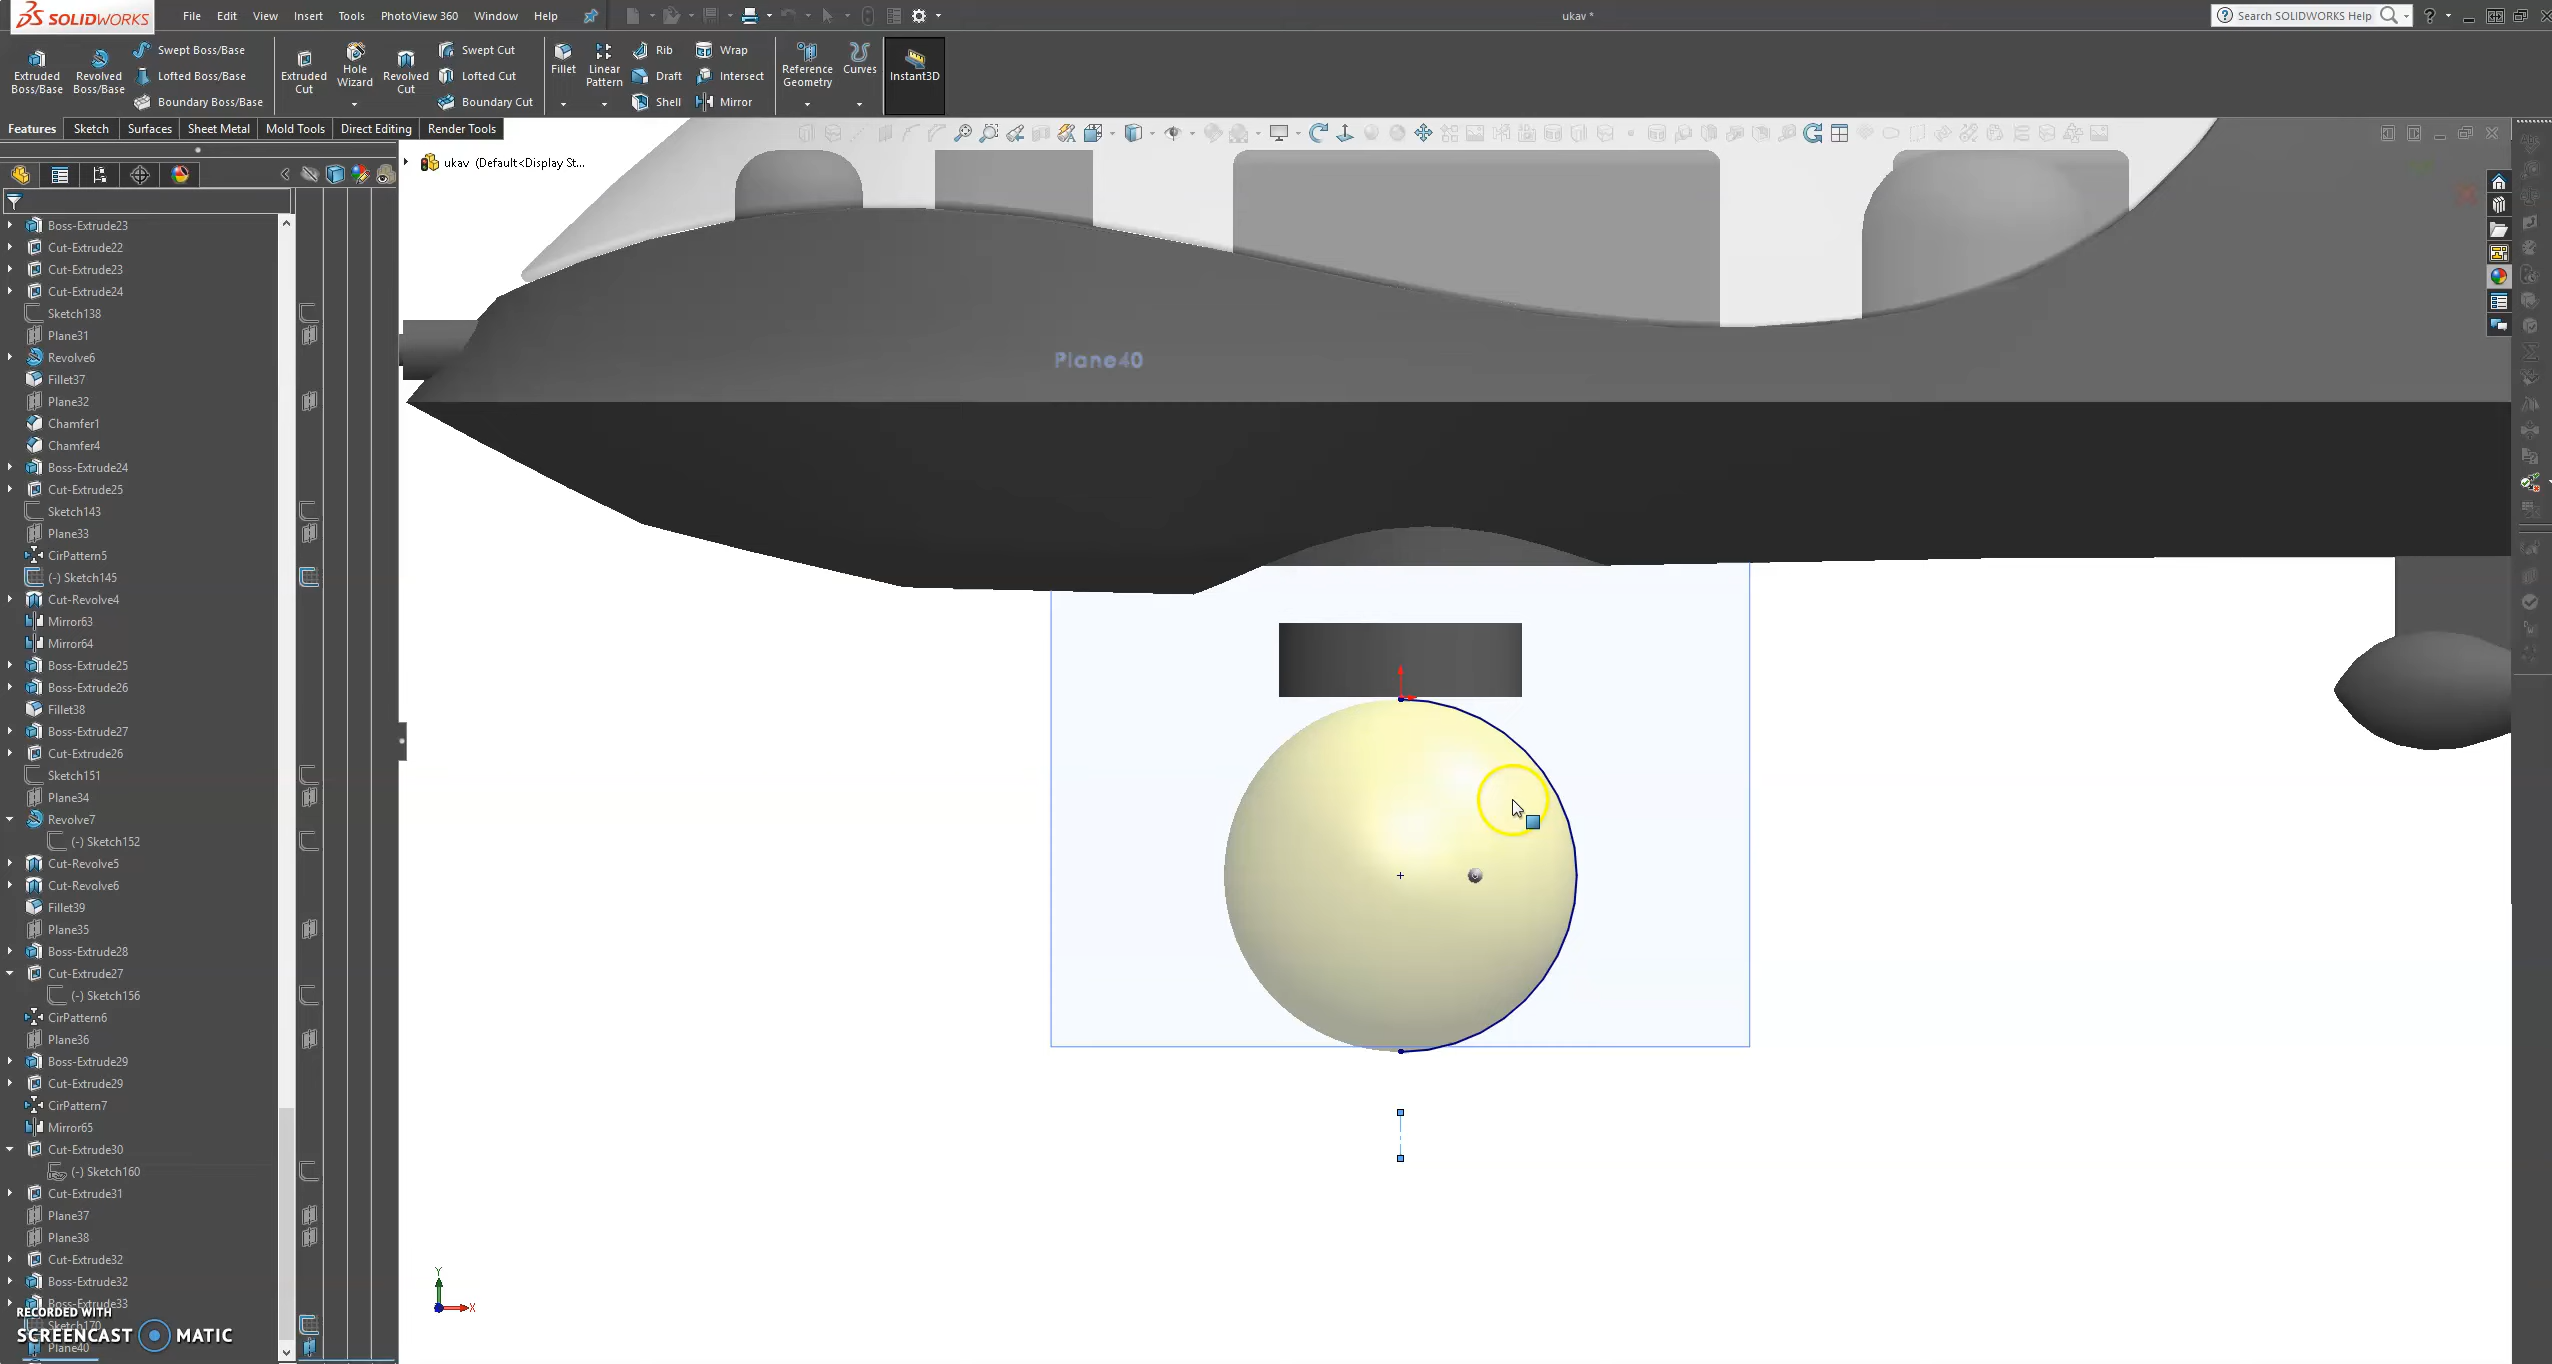 SOLIDWORKS
File Edit View Insert Tools PhotoView 360 Window Help
ukav *
Search SOLIDWORKS Help
Extruded Boss/Base
Revolved Boss/Base
Swept Boss/Base
Lofted Boss/Base
Boundary Boss/Base
Extruded Cut
Hole Wizard
Revolved Cut
Swept Cut
Lofted Cut
Boundary Cut
Fillet
Linear Pattern
Rib
Draft
Shell
Wrap
Intersect
Mirror
Reference Geometry
Curves
Instant3D
Features Sketch Surfaces Sheet Metal Mold Tools Direct Editing Render Tools
ukav (Default<Display St...
Boss-Extrude23
Cut-Extrude22
Cut-Extrude23
Cut-Extrude24
Sketch138
Plane31
Revolve6
Fillet37
Plane32
Chamfer1
Chamfer4
Boss-Extrude24
Cut-Extrude25
Sketch143
Plane33
CirPattern5
(-) Sketch145
Cut-Revolve4
Mirror63
Mirror64
Boss-Extrude25
Boss-Extrude26
Fillet38
Boss-Extrude27
Cut-Extrude26
Sketch151
Plane34
Revolve7
(-) Sketch152
Cut-Revolve5
Cut-Revolve6
Fillet39
Plane35
Boss-Extrude28
Cut-Extrude27
(-) Sketch156
CirPattern6
Plane36
Boss-Extrude29
Cut-Extrude29
CirPattern7
Mirror65
Cut-Extrude30
(-) Sketch160
Cut-Extrude31
Plane37
Plane38
Cut-Extrude32
Boss-Extrude32
Boss-Extrude33
Sketch170
Plane40
RECORDED WITH
SCREENCAST MATIC
Plane40
Y
X